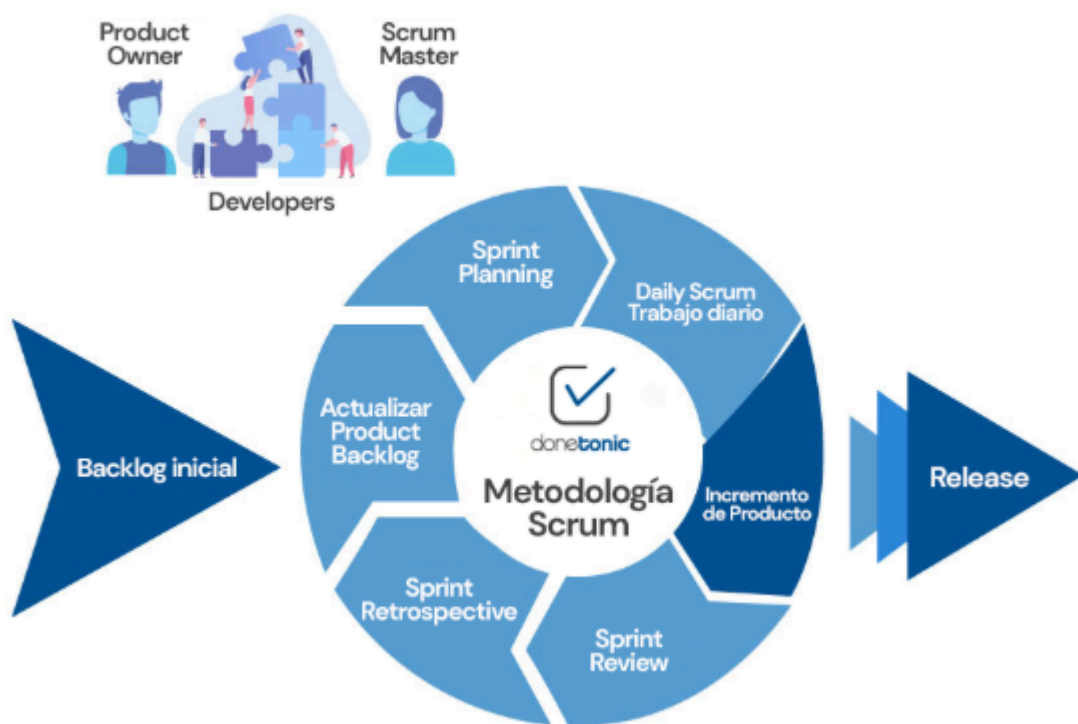 Product
Owner
Scrum
Master
Developers
Sprint
Planning
Daily Scrum
Trabajo diario
Actualizar
Product
Backlog
Backlog inicial
donetonic
Metodología
Scrum
Incremento
de Producto
Release
Sprint
Retrospective
Sprint
Review